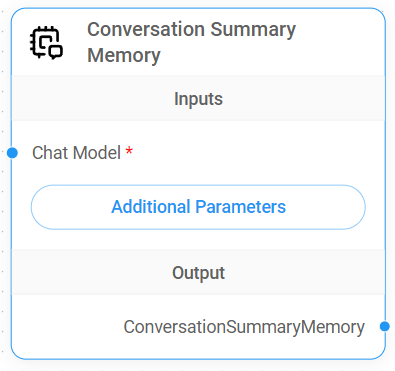 Conversation Summary
Memory
Inputs
Chat Model *
Additional Parameters
Output
ConversationSummaryMemory